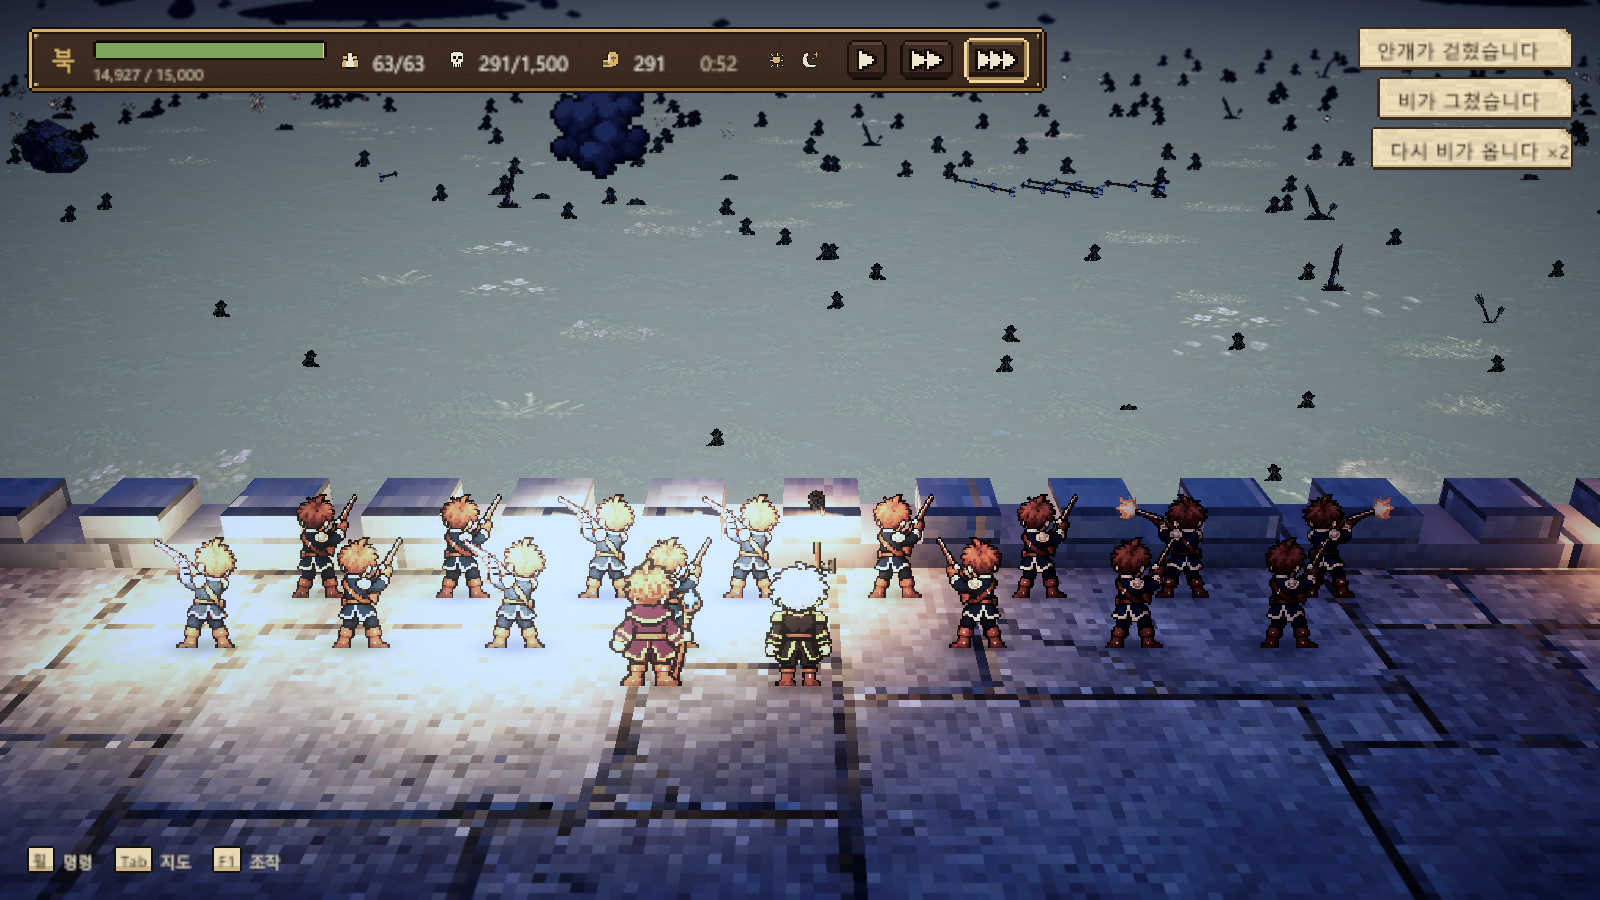 북
14,927 / 15,000
63/63
291/1,500
291
0:52
안개가 걷혔습니다
비가 그쳤습니다
다시 비가 옵니다 ×2
휠 명령
Tab 지도
F1 조작